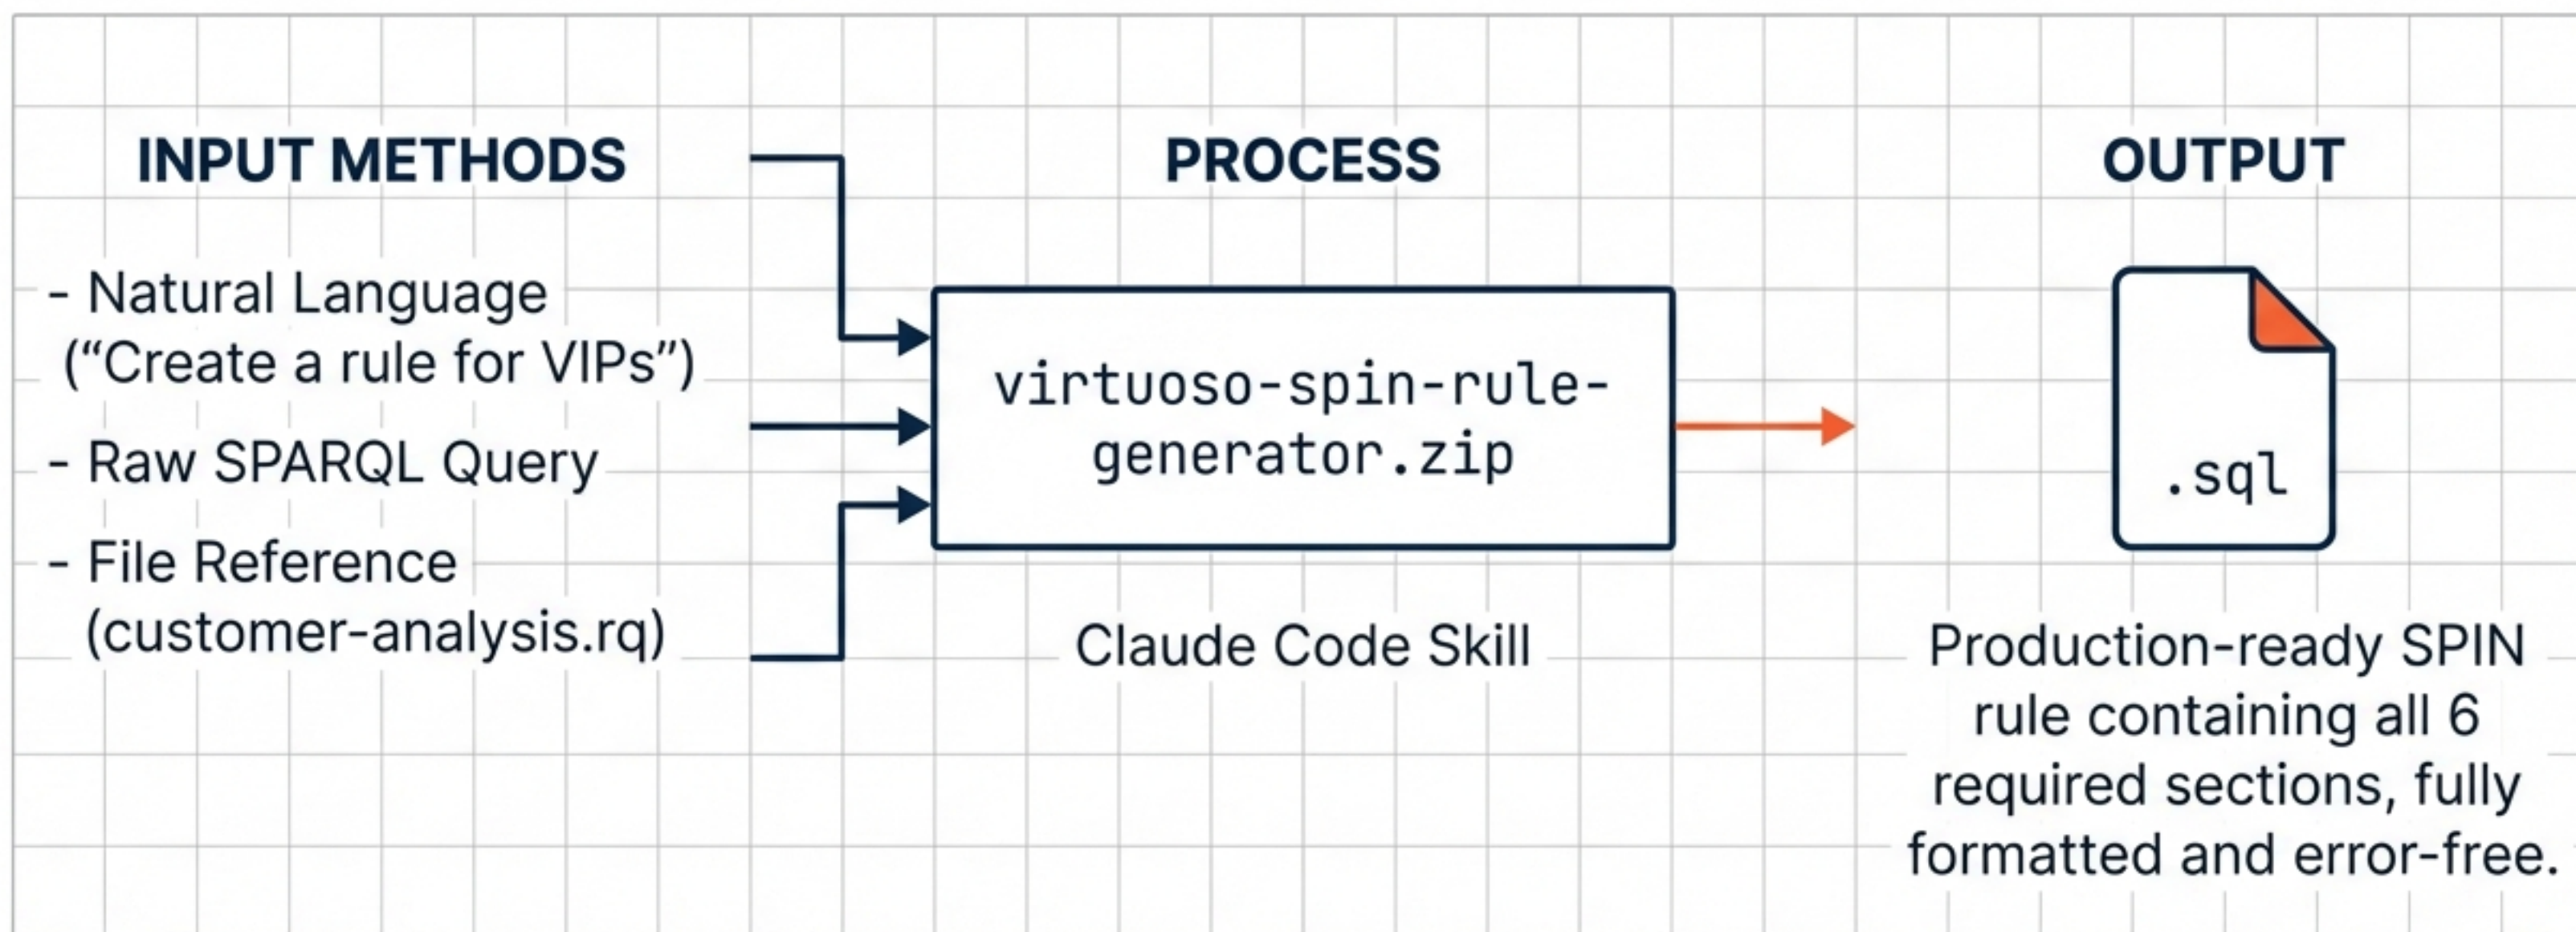 INPUT METHODS
- Natural Language
(“Create a rule for VIPs”)
- Raw SPARQL Query
- File Reference
(customer-analysis.rq)
PROCESS
virtuoso-spin-rule-
generator.zip
Claude Code Skill
OUTPUT
.sql
Production-ready SPIN
rule containing all 6
required sections, fully
formatted and error-free.